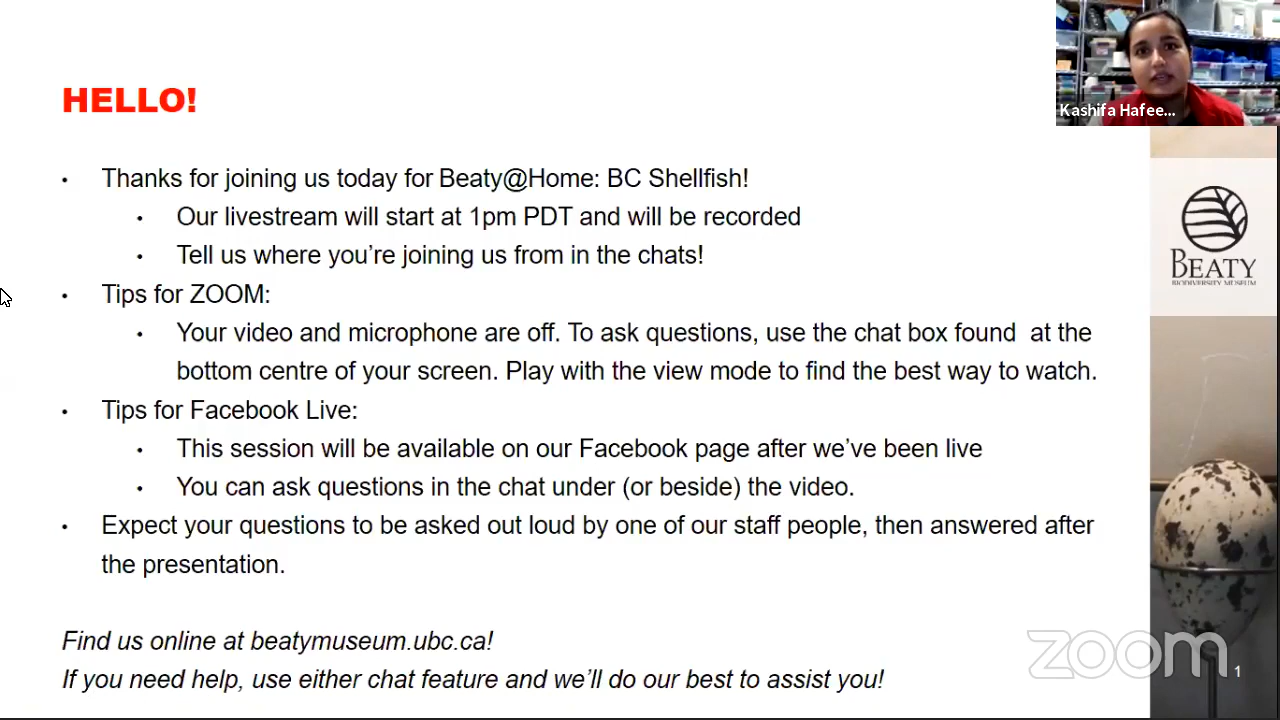 HELLO!
Kashifa Hafee...
• Thanks for joining us today for Beaty@Home: BC Shellfish!
• Our livestream will start at 1pm PDT and will be recorded
• Tell us where you’re joining us from in the chats!
• Tips for ZOOM:
• Your video and microphone are off. To ask questions, use the chat box found at the
bottom centre of your screen. Play with the view mode to find the best way to watch.
• Tips for Facebook Live:
• This session will be available on our Facebook page after we’ve been live
• You can ask questions in the chat under (or beside) the video.
• Expect your questions to be asked out loud by one of our staff people, then answered after
the presentation.
Find us online at beatymuseum.ubc.ca!
If you need help, use either chat feature and we’ll do our best to assist you!
BEATY
BIODIVERSITY MUSEUM
zoom
1